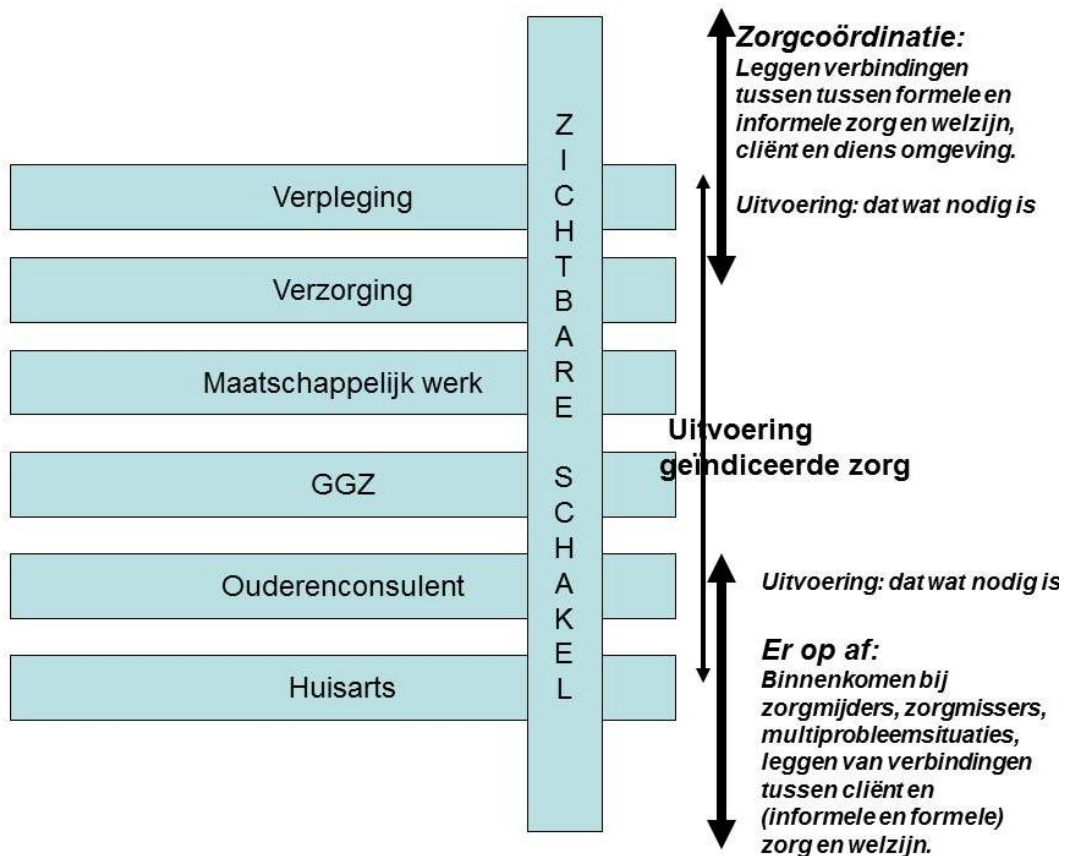 Verpleging
Verzorging
Maatschappelijk werk
GGZ
Ouderenconsulent
Huisarts
ZICHTBARE SCHAKEL
Zorgcoördinatie:
Leggen verbindingen
tussen tussen formele en
informele zorg en welzijn,
cliënt en diens omgeving.
Uitvoering: dat wat nodig is
Uitvoering
geïndiceerde zorg
Uitvoering: dat wat nodig is
Er op af:
Binnenkomen bij
zorgmijders, zorgmissers,
multiprobleemsituaties,
leggen van verbindingen
tussen cliënt en
(informele en formele)
zorg en welzijn.